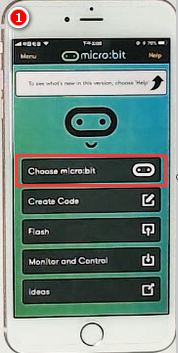 1
Menu
micro:bit
Help
To see what's new in this version, choose 'Help'
Choose micro:bit
Create Code
Flash
Monitor and Control
Ideas